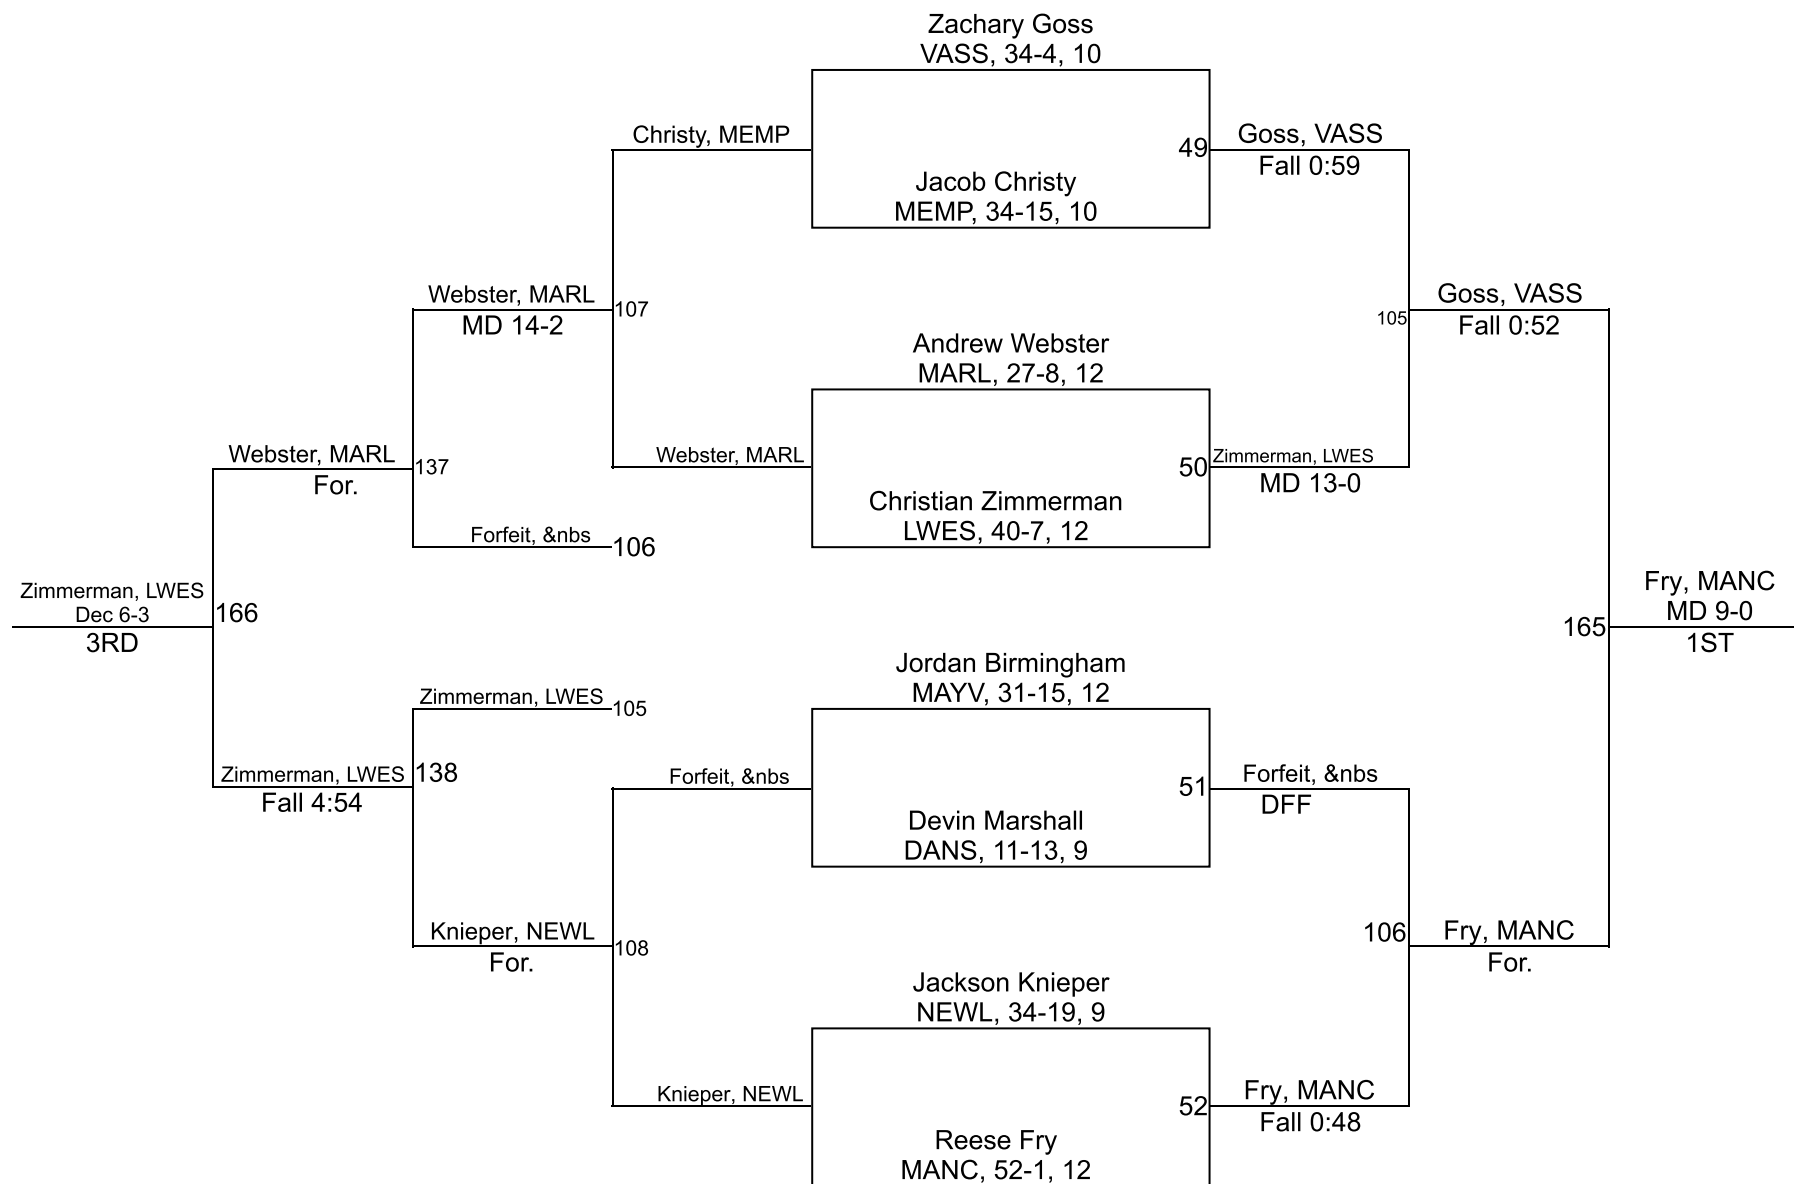 Zachary Goss
VASS, 34-4, 10
Christy, MEMP
49
Goss, VASS
Fall 0:59
Jacob Christy
MEMP, 34-15, 10
Webster, MARL
MD 14-2
107
105
Goss, VASS
Fall 0:52
Andrew Webster
MARL, 27-8, 12
Webster, MARL
For.
137
Webster, MARL
50
Zimmerman, LWES
MD 13-0
Christian Zimmerman
LWES, 40-7, 12
Forfeit, &nbs
106
Zimmerman, LWES
Dec 6-3
3RD
166
165
Fry, MANC
MD 9-0
1ST
Jordan Birmingham
MAYV, 31-15, 12
Zimmerman, LWES
105
Zimmerman, LWES
Fall 4:54
138
Forfeit, &nbs
51
Forfeit, &nbs
DFF
Devin Marshall
DANS, 11-13, 9
Knieper, NEWL
For.
108
106
Fry, MANC
For.
Jackson Knieper
NEWL, 34-19, 9
Knieper, NEWL
52
Fry, MANC
Fall 0:48
Reese Fry
MANC, 52-1, 12